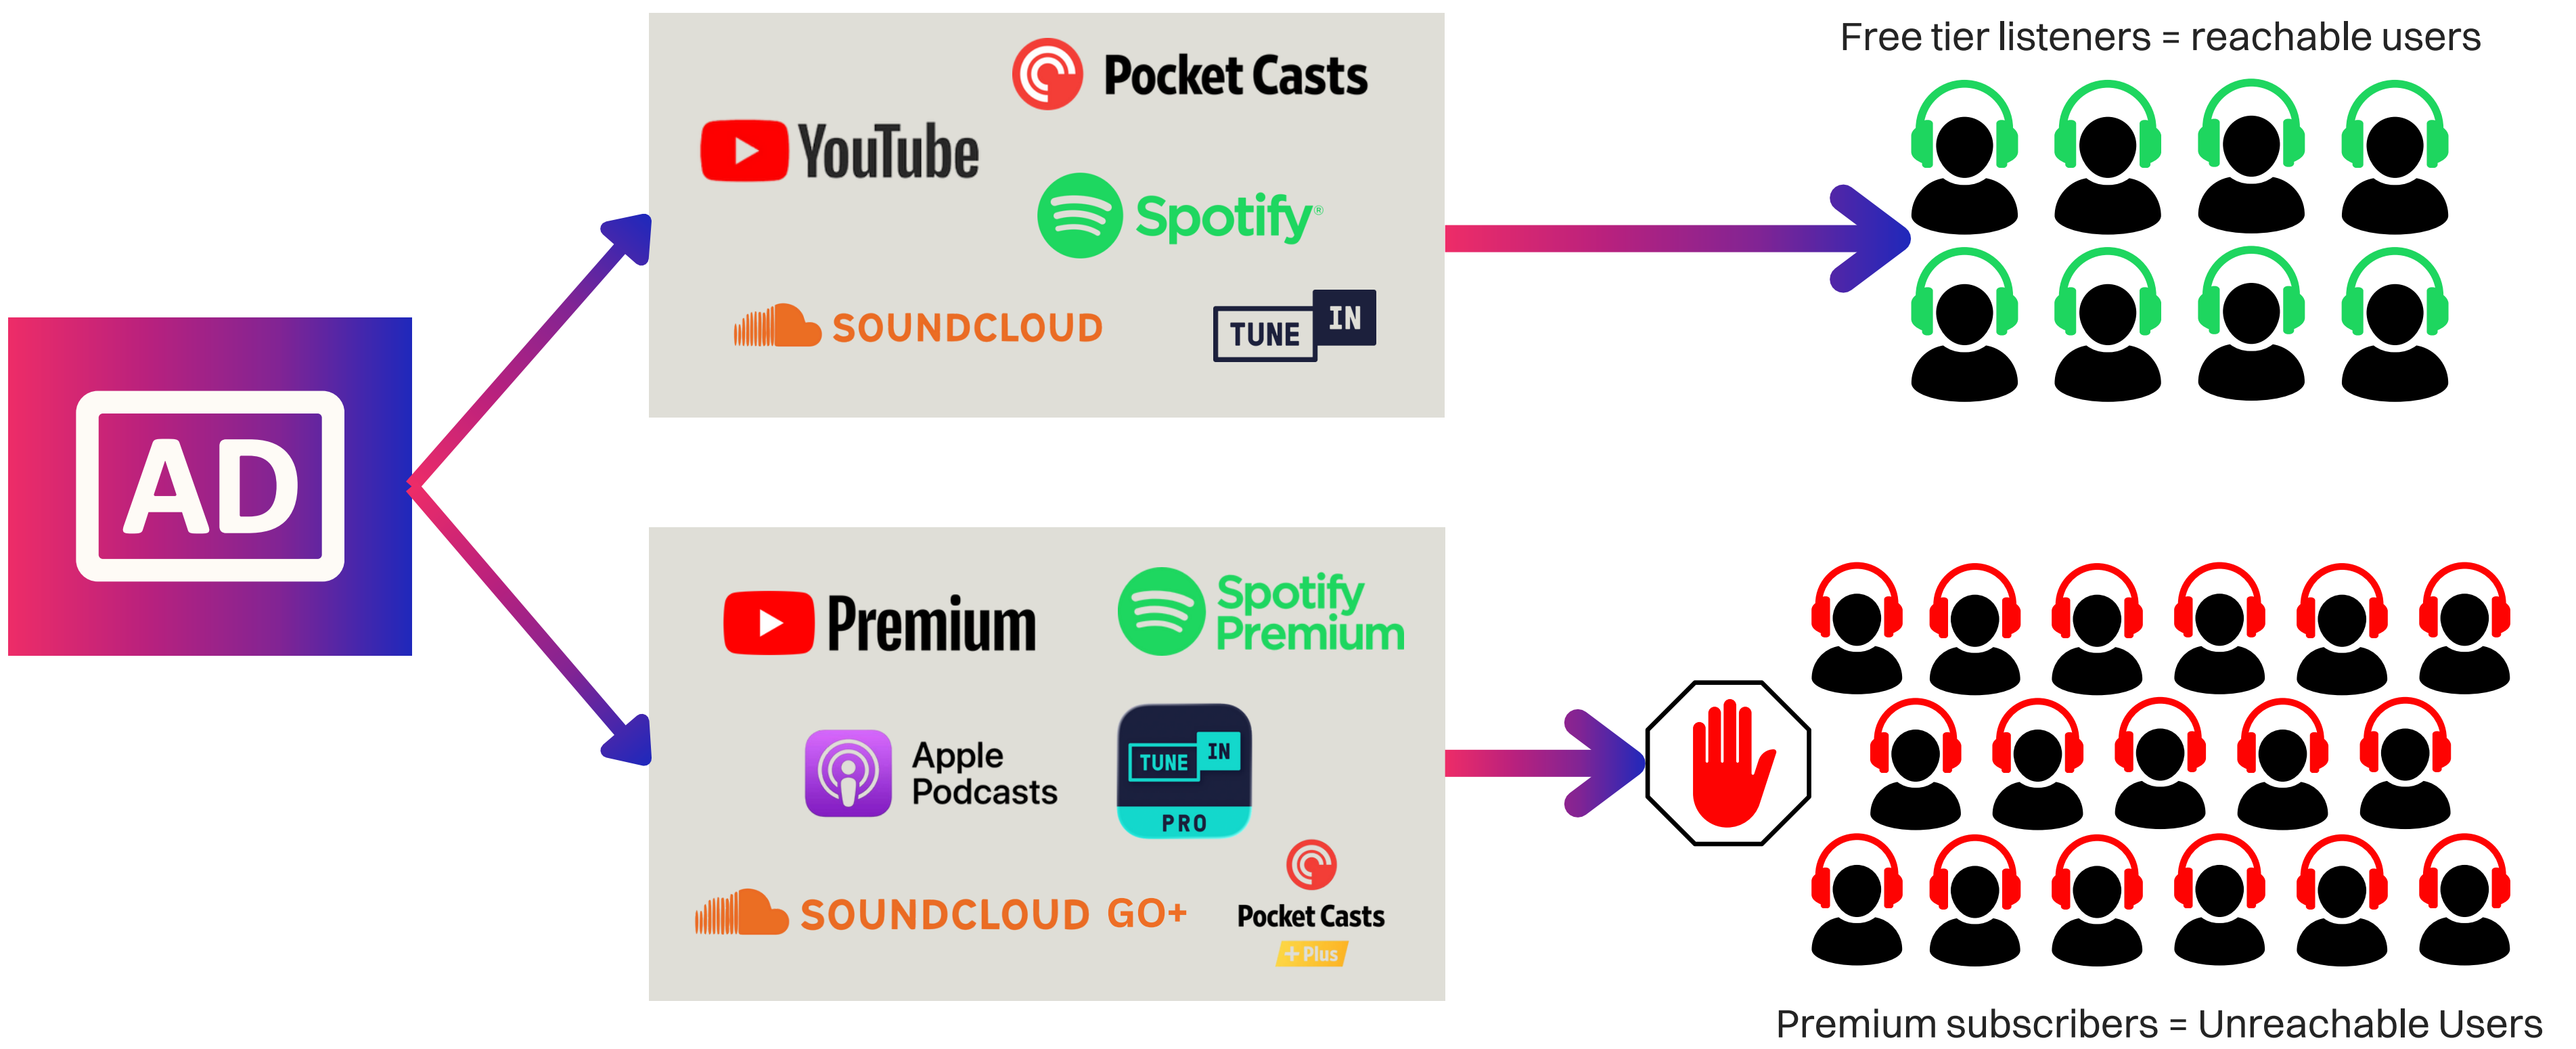 AD
Pocket Casts
YouTube
Spotify®
SOUNDCLOUD
TUNE IN
Free tier listeners = reachable users
Premium
Spotify
Premium
Apple
Podcasts
TUNE IN
PRO
SOUNDCLOUD GO+
Pocket Casts
+ Plus
Premium subscribers = Unreachable Users